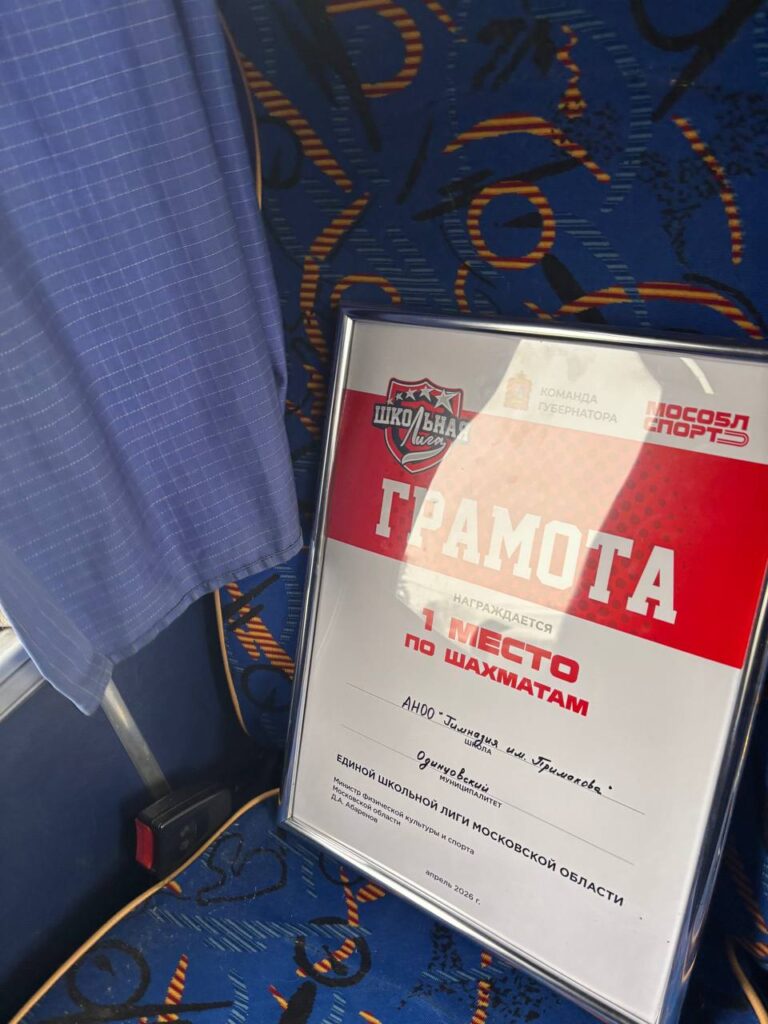 ШКОЛЬНАЯ
Лига
КОМАНДА
ГУБЕРНАТОРА
МОСОБЛ
СПОРТ
ГРАМОТА
НАГРАЖДАЕТСЯ
1 МЕСТО
ПО ШАХМАТАМ
АНОО "Гимназия им. Примакова"
ШКОЛА
Одинцовский
МУНИЦИПАЛИТЕТ
ЕДИНОЙ ШКОЛЬНОЙ ЛИГИ МОСКОВСКОЙ ОБЛАСТИ
Министр физической культуры и спорта
Московской области
Д.А. Абаренов
апрель 2026 г.